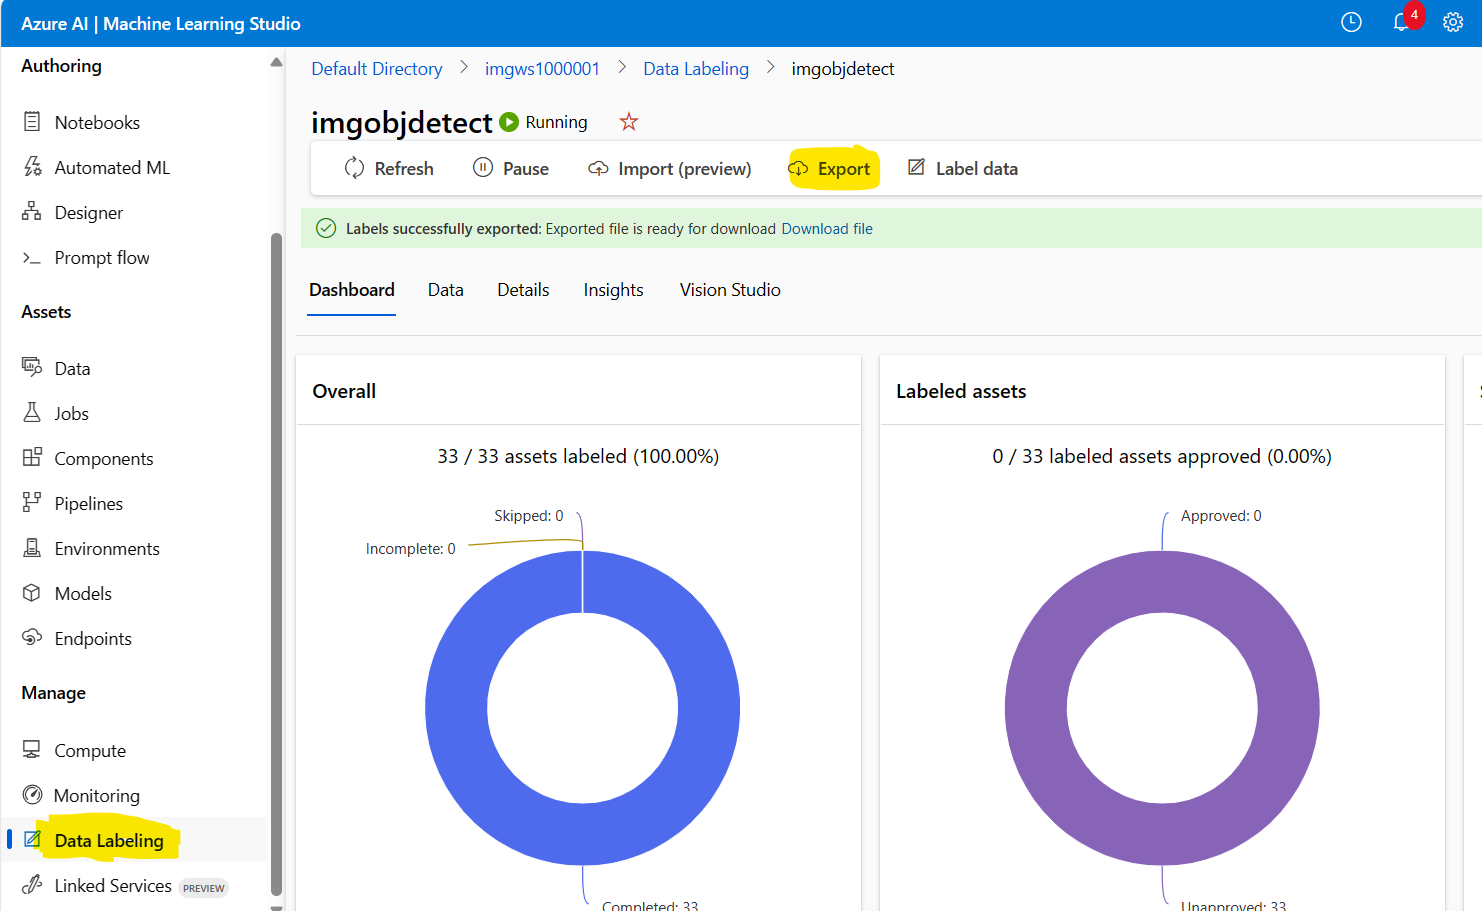 Azure AI | Machine Learning Studio
4
Authoring
Notebooks
Automated ML
Designer
Prompt flow
Assets
Data
Jobs
Components
Pipelines
Environments
Models
Endpoints
Manage
Compute
Monitoring
Data Labeling
Linked Services PREVIEW
Default Directory > imgws1000001 > Data Labeling > imgobjdetect
imgobjdetect Running
Refresh Pause Import (preview) Export Label data
Labels successfully exported: Exported file is ready for download Download file
Dashboard Data Details Insights Vision Studio
Overall
33 / 33 assets labeled (100.00%)
Skipped: 0
Incomplete: 0
Completed: 33
Labeled assets
0 / 33 labeled assets approved (0.00%)
Approved: 0
Unapproved: 33